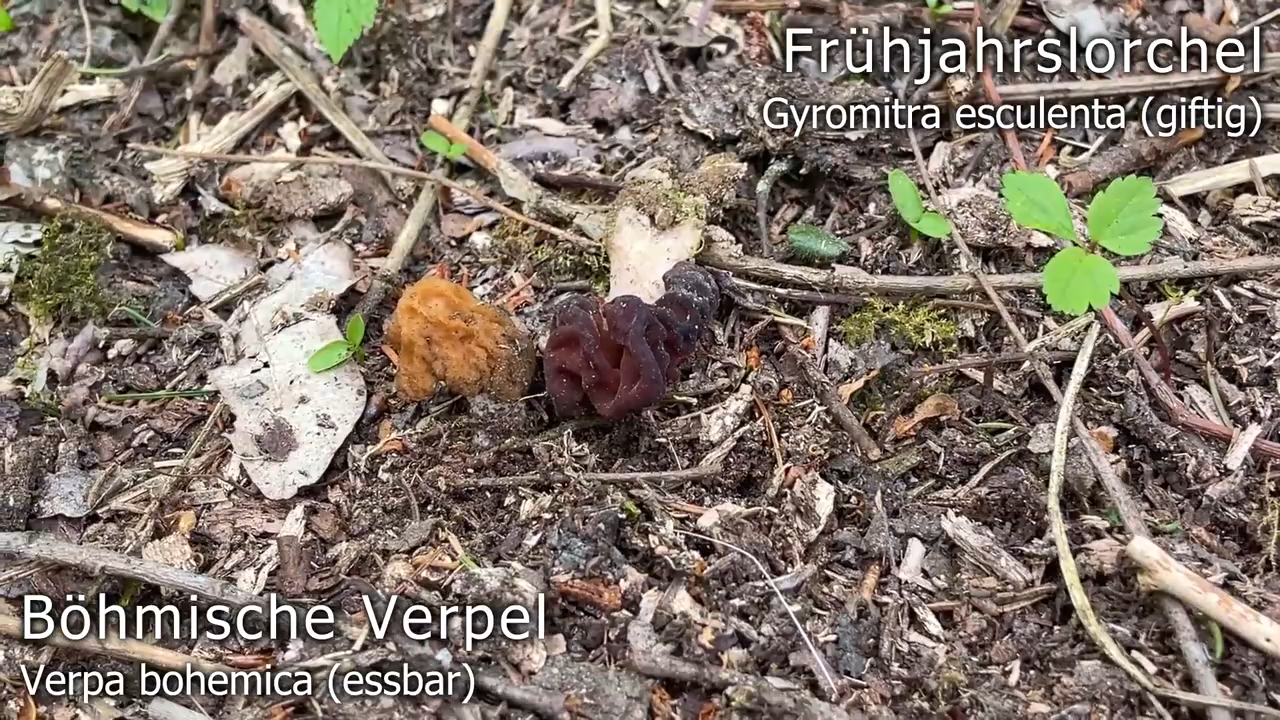 Frühjahrslorchel
Gyromitra esculenta (giftig)
Böhmische Verpel
Verpa bohemica (essbar)